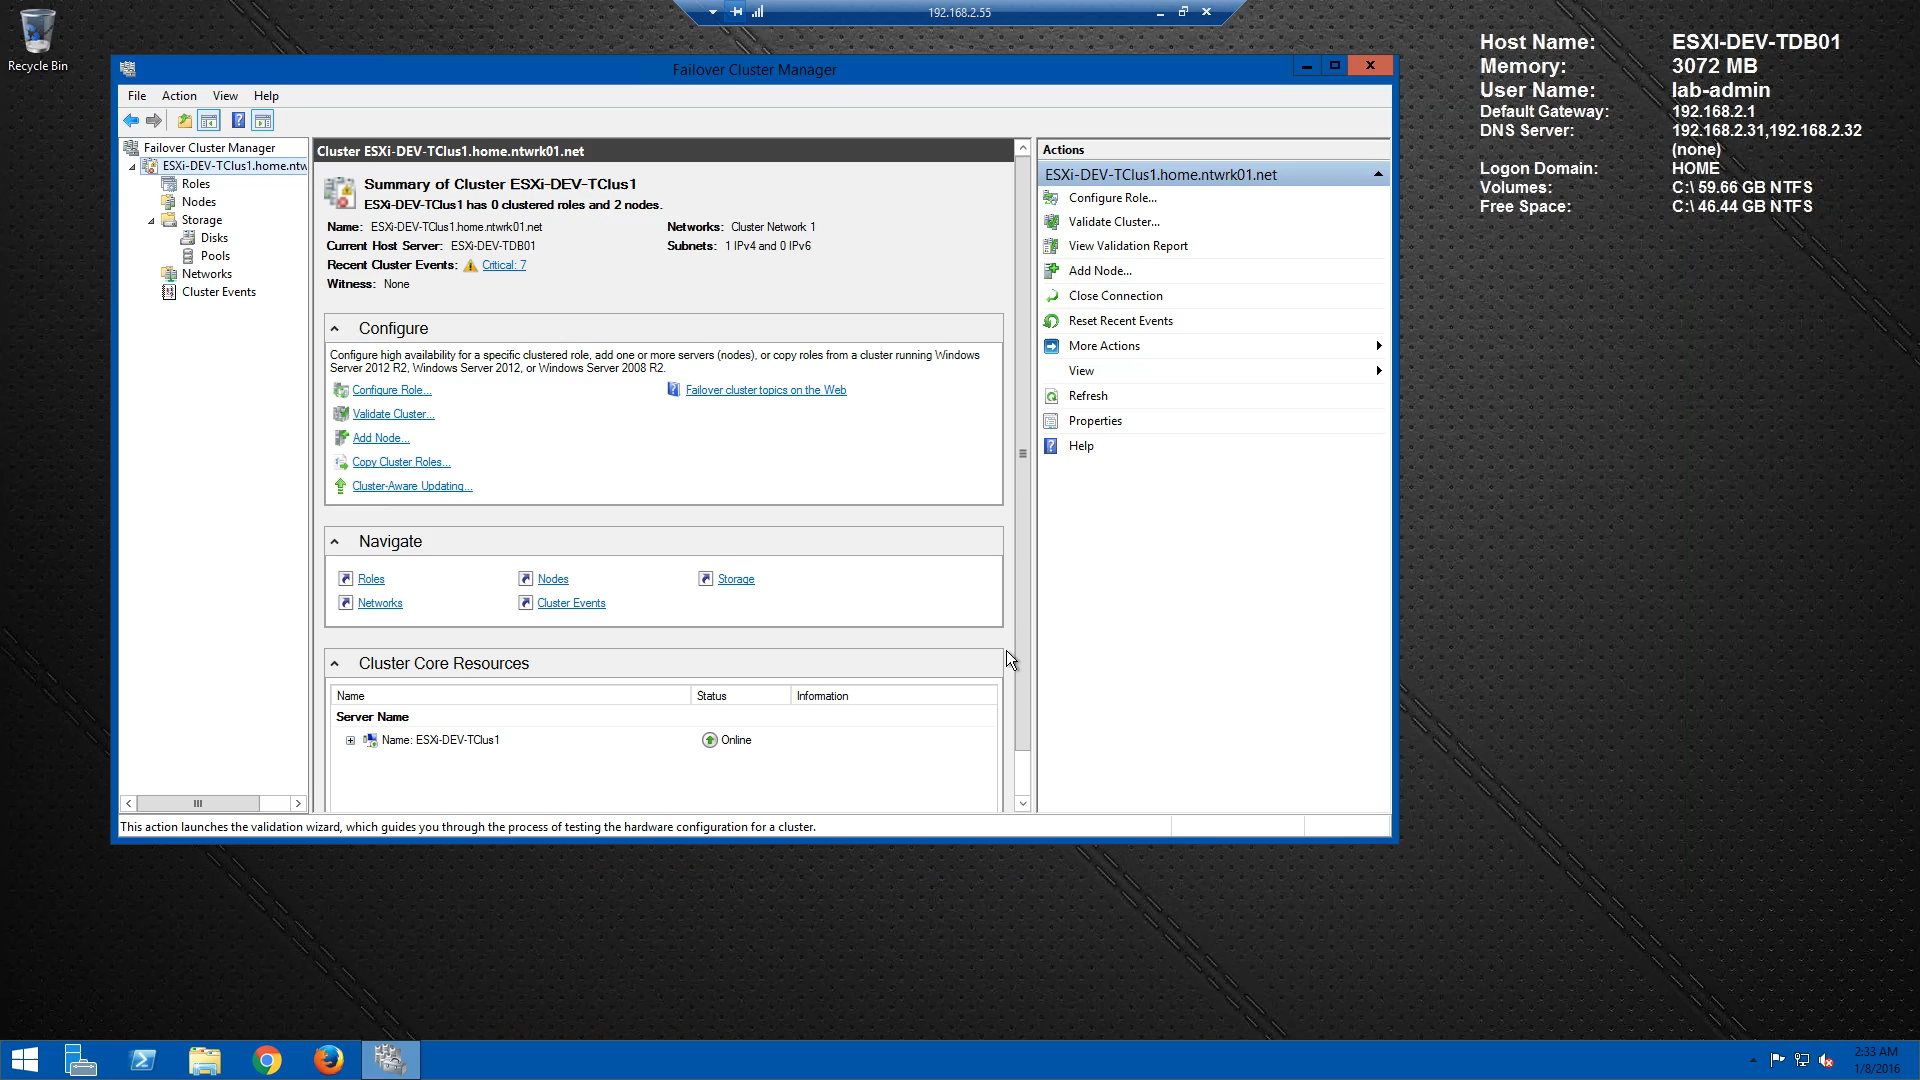 192.168.2.55
Recycle Bin
Host Name: ESXI-DEV-TDB01
Memory: 3072 MB
User Name: lab-admin
Default Gateway: 192.168.2.1
DNS Server: 192.168.2.31,192.168.2.32
(none)
Logon Domain: HOME
Volumes: C:\ 59.66 GB NTFS
Free Space: C:\ 46.44 GB NTFS
Failover Cluster Manager
File Action View Help
Failover Cluster Manager
ESXi-DEV-TClus1.home.ntw
Roles
Nodes
Storage
Disks
Pools
Networks
Cluster Events
Cluster ESXi-DEV-TClus1.home.ntwrk01.net
Summary of Cluster ESXi-DEV-TClus1
ESXi-DEV-TClus1 has 0 clustered roles and 2 nodes.
Name: ESXi-DEV-TClus1.home.ntwrk01.net Networks: Cluster Network 1
Current Host Server: ESXi-DEV-TDB01 Subnets: 1 IPv4 and 0 IPv6
Recent Cluster Events: Critical: 7
Witness: None
Configure
Configure high availability for a specific clustered role, add one or more servers (nodes), or copy roles from a cluster running Windows
Server 2012 R2, Windows Server 2012, or Windows Server 2008 R2.
Configure Role... Failover cluster topics on the Web
Validate Cluster...
Add Node...
Copy Cluster Roles...
Cluster-Aware Updating...
Navigate
Roles Nodes Storage
Networks Cluster Events
Cluster Core Resources
Name Status Information
Server Name
Name: ESXi-DEV-TClus1 Online
Actions
ESXi-DEV-TClus1.home.ntwrk01.net
Configure Role...
Validate Cluster...
View Validation Report
Add Node...
Close Connection
Reset Recent Events
More Actions
View
Refresh
Properties
Help
This action launches the validation wizard, which guides you through the process of testing the hardware configuration for a cluster.
2:33 AM
1/8/2016